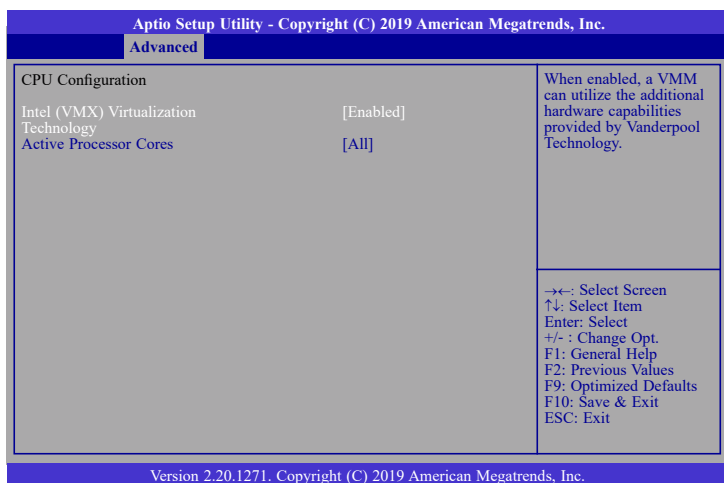 Aptio Setup Utility - Copyright (C) 2019 American Megatrends, Inc.
Advanced
CPU Configuration
Intel (VMX) Virtualization [Enabled]
Technology
Active Processor Cores [All]
When enabled, a VMM
can utilize the additional
hardware capabilities
provided by Vanderpool
Technology.
→←: Select Screen
↑↓: Select Item
Enter: Select
+/- : Change Opt.
F1: General Help
F2: Previous Values
F9: Optimized Defaults
F10: Save & Exit
ESC: Exit
Version 2.20.1271. Copyright (C) 2019 American Megatrends, Inc.